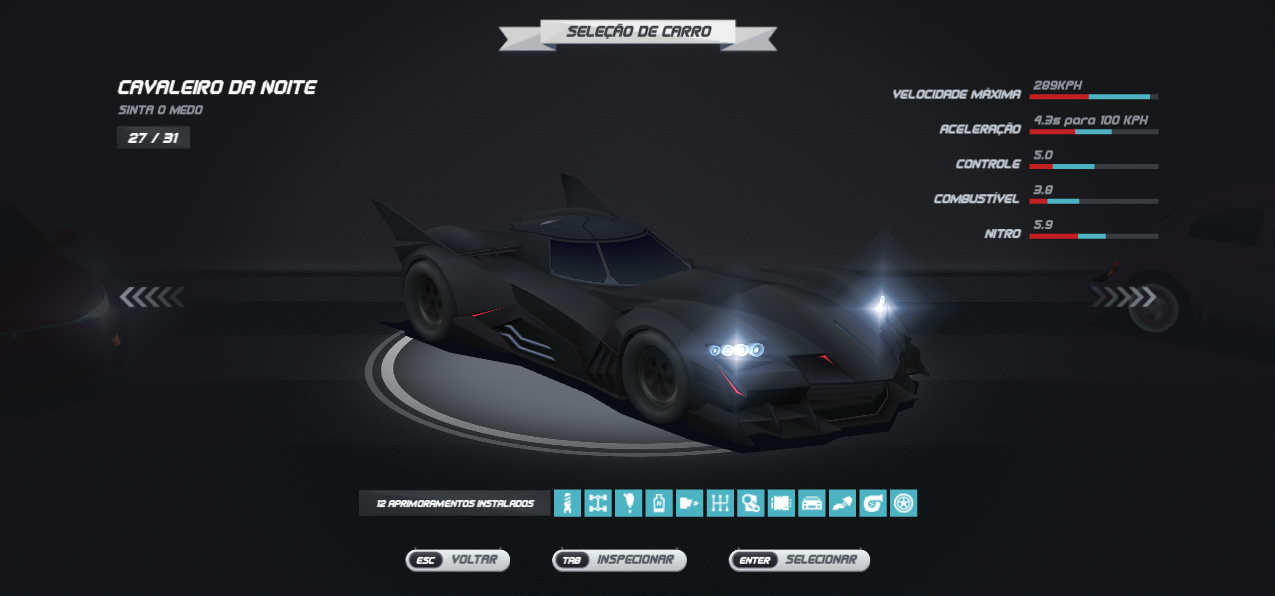 SELEÇÃO DE CARRO
CAVALEIRO DA NOITE
SINTA O MEDO
27 / 31
289KPH
VELOCIDADE MÁXIMA
4.3s para 100 KPH
ACELERAÇÃO
5.0
CONTROLE
3.8
COMBUSTÍVEL
5.9
NITRO
12 APRIMORAMENTOS INSTALADOS
ESC VOLTAR
TAB INSPECIONAR
ENTER SELECIONAR